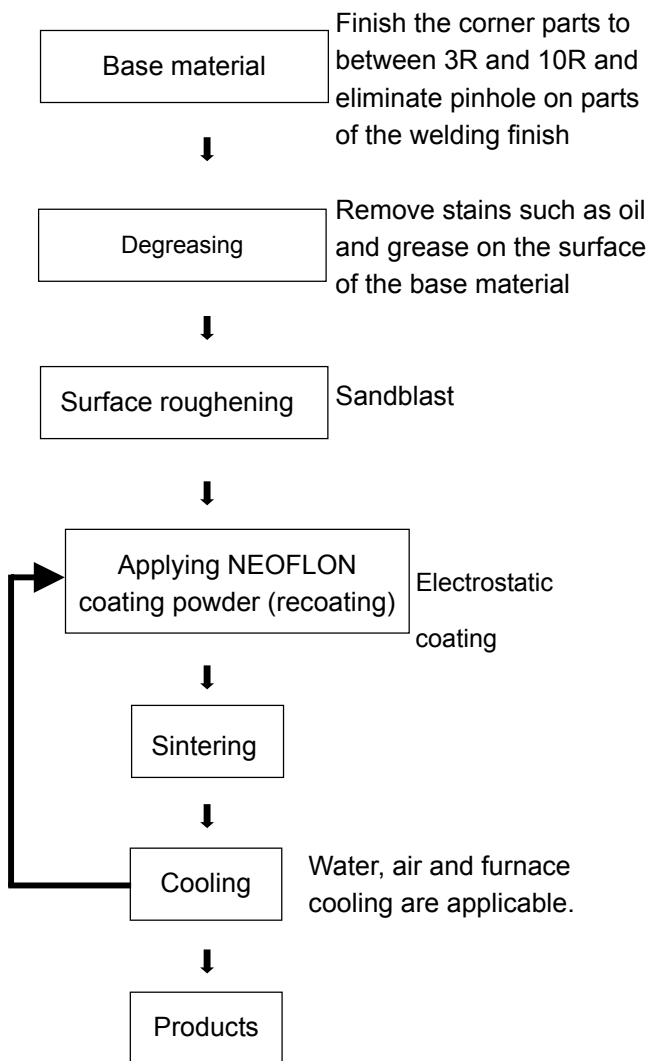 Base material
Finish the corner parts to
between 3R and 10R and
eliminate pinhole on parts
of the welding finish
Degreasing
Remove stains such as oil
and grease on the surface
of the base material
Surface roughening
Sandblast
Applying NEOFLON
coating powder (recoating)
Electrostatic
coating
Sintering
Cooling
Water, air and furnace
cooling are applicable.
Products